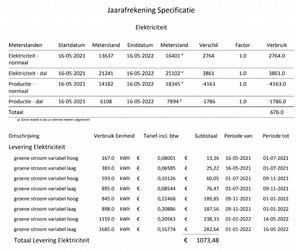 Jaarafrekening Specificatie
Elektriciteit
Meterstanden Startdatum Meterstand Einddatum Meterstand Verschil Factor Verbruik
Elektriciteit - normaal 16-05-2021 13637 16-05-2022 16401 2764.0 1.0 2764.0
Elektriciteit - dal 16-05-2021 21241 16-05-2022 25102 3861.0 1.0 3861.0
Productie - normaal 16-05-2021 14182 16-05-2022 18345 -4163.0 1.0 -4163.0
Productie - dal 16-05-2021 6108 16-05-2022 7894 -1786.0 1.0 -1786.0
Totaal 676.0
Omschrijving Verbruik Eenheid Tarief incl. btw Subtotaal Periode van Periode tot
Levering Elektriciteit
groene stroom variabel hoog 167.0 kWh € 0,08001 € 13,36 16-05-2021 01-07-2021
groene stroom variabel laag 383.0 kWh € 0,06585 € 25,22 16-05-2021 01-07-2021
groene stroom variabel hoog 593.0 kWh € 0,10126 € 60,05 01-07-2021 09-11-2021
groene stroom variabel laag 895.0 kWh € 0,08544 € 76,47 01-07-2021 09-11-2021
groene stroom variabel hoog 845.0 kWh € 0,22468 € 189,85 09-11-2021 01-01-2022
groene stroom variabel laag 898.0 kWh € 0,20886 € 187,56 09-11-2021 01-01-2022
groene stroom variabel hoog 1159.0 kWh € 0,20563 € 238,33 01-01-2022 16-05-2022
groene stroom variabel laag 1685.0 kWh € 0,16774 € 282,64 01-01-2022 16-05-2022
Totaal Levering Elektriciteit € 1073,48